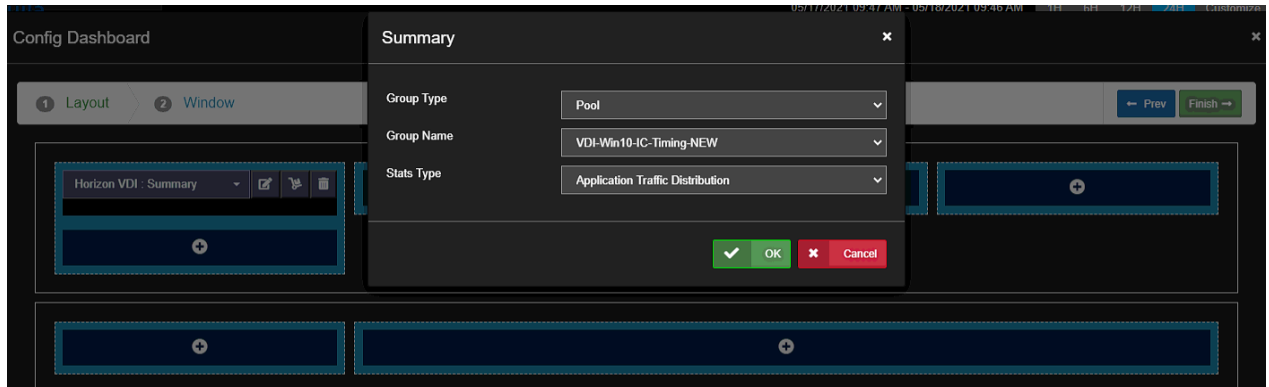 05/17/2021 09:47 AM - 05/18/2021 09:46 AM 1H 6H 12H 24H Customize
Config Dashboard
Summary
1 Layout 2 Window
← Prev Finish →
Group Type Pool
Group Name VDI-Win10-IC-Timing-NEW
Stats Type Application Traffic Distribution
Horizon VDI : Summary
OK Cancel